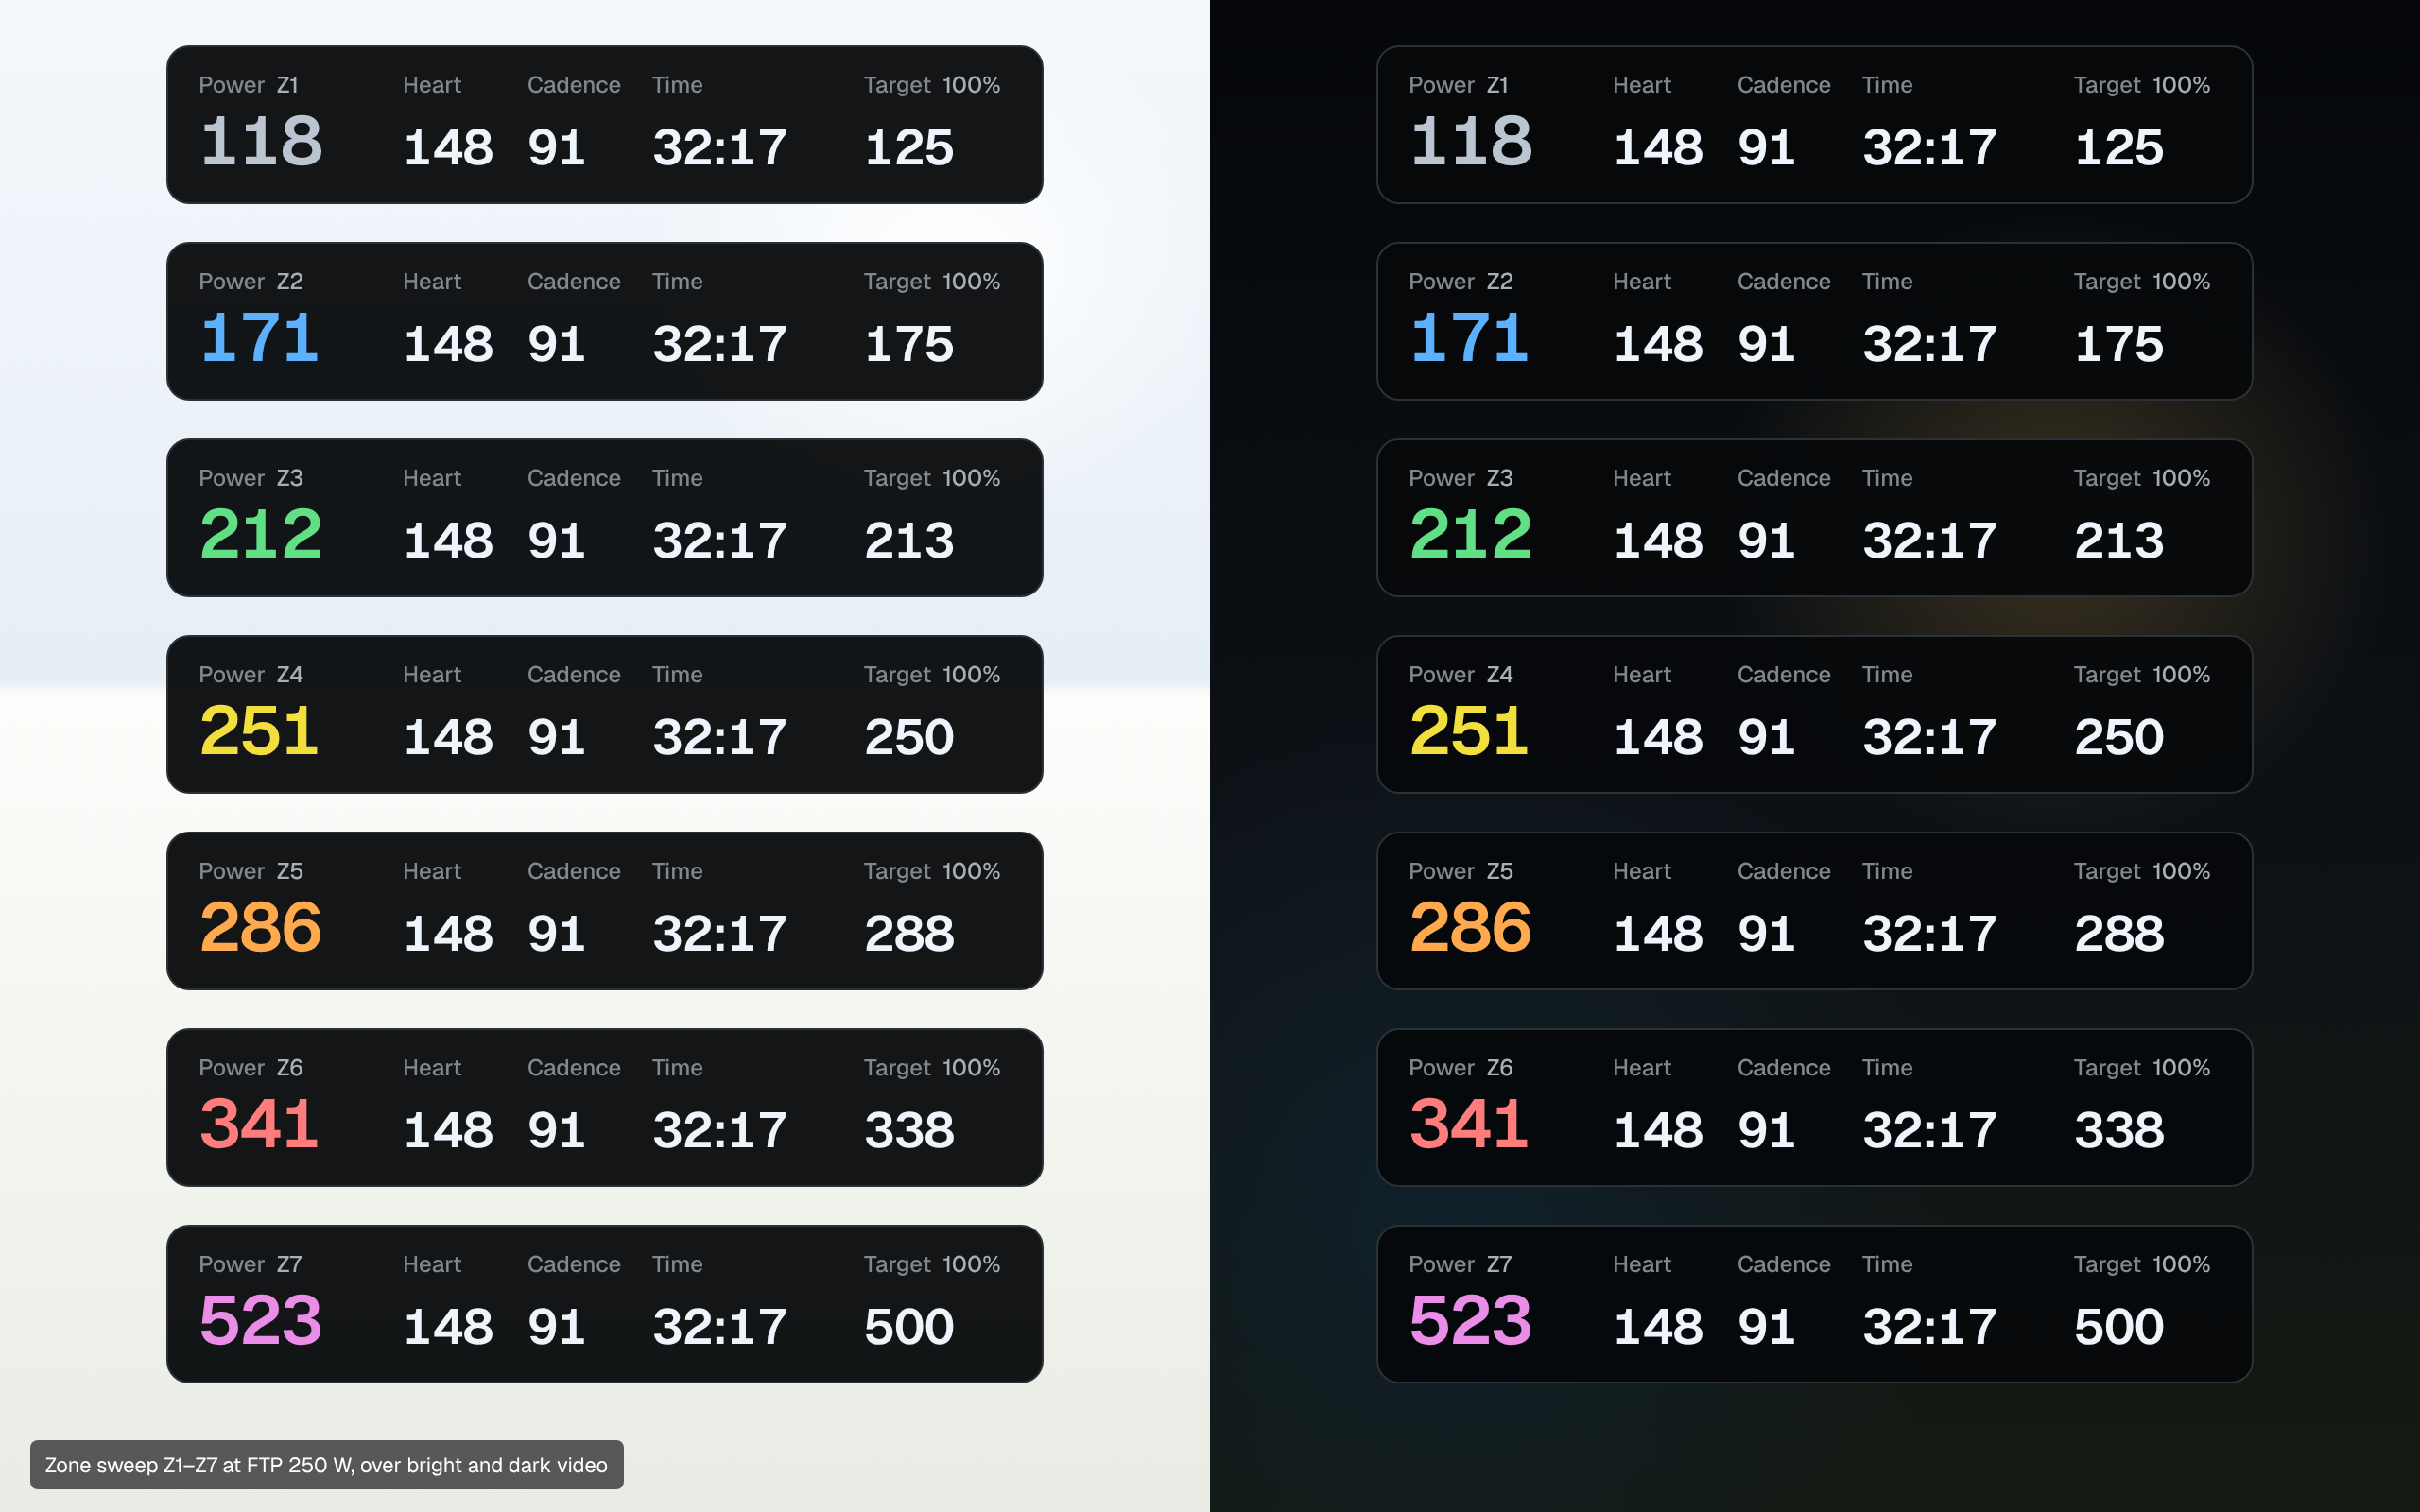 Power Z1 Heart Cadence Time Target 100%
118 148 91 32:17 125
Power Z2 Heart Cadence Time Target 100%
171 148 91 32:17 175
Power Z3 Heart Cadence Time Target 100%
212 148 91 32:17 213
Power Z4 Heart Cadence Time Target 100%
251 148 91 32:17 250
Power Z5 Heart Cadence Time Target 100%
286 148 91 32:17 288
Power Z6 Heart Cadence Time Target 100%
341 148 91 32:17 338
Power Z7 Heart Cadence Time Target 100%
523 148 91 32:17 500
Zone sweep Z1–Z7 at FTP 250 W, over bright and dark video
Power Z1 Heart Cadence Time Target 100%
118 148 91 32:17 125
Power Z2 Heart Cadence Time Target 100%
171 148 91 32:17 175
Power Z3 Heart Cadence Time Target 100%
212 148 91 32:17 213
Power Z4 Heart Cadence Time Target 100%
251 148 91 32:17 250
Power Z5 Heart Cadence Time Target 100%
286 148 91 32:17 288
Power Z6 Heart Cadence Time Target 100%
341 148 91 32:17 338
Power Z7 Heart Cadence Time Target 100%
523 148 91 32:17 500